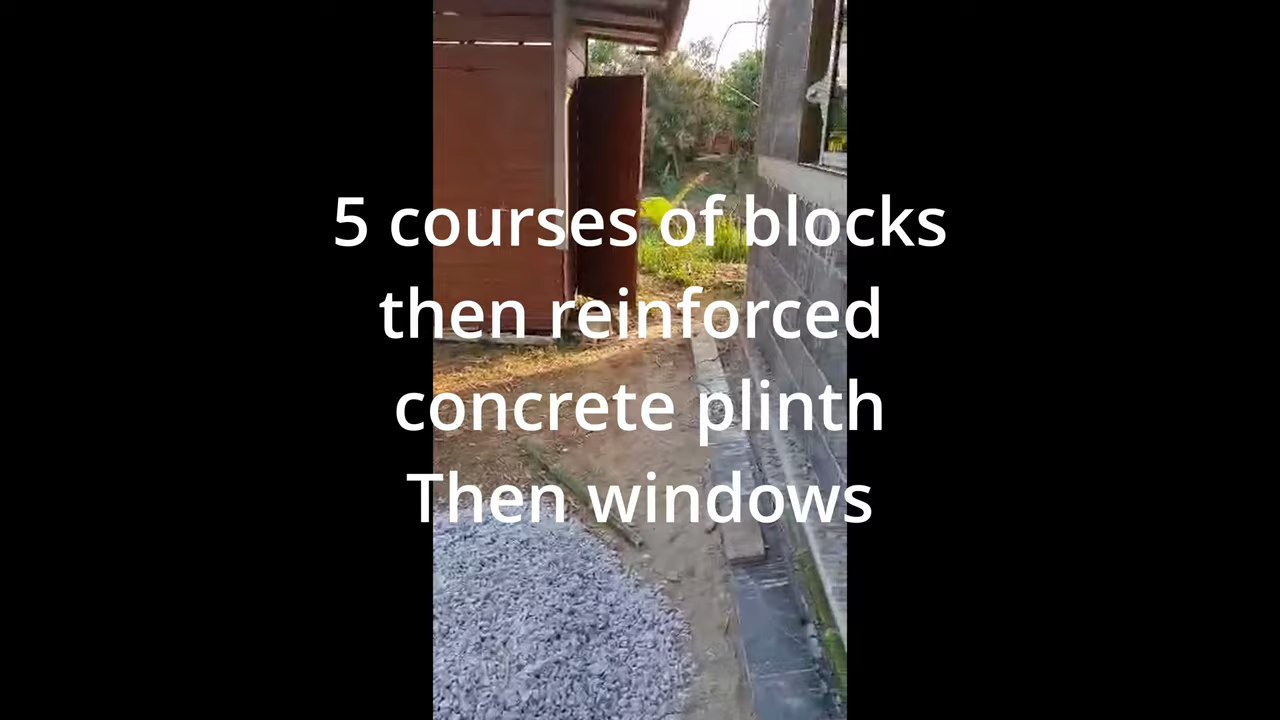 5 courses of blocks
then reinforced
concrete plinth
Then windows